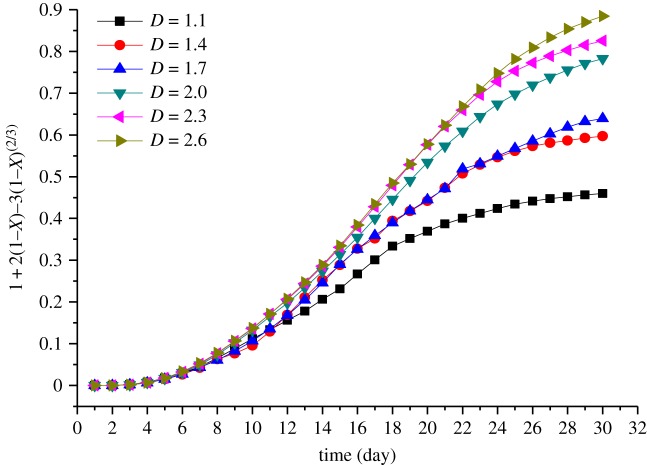 0.9
0.8
0.7
0.6
0.5
0.4
0.3
0.2
0.1
0
1+2(1–X)–3(1–X)^(2/3)
D = 1.1
D = 1.4
D = 1.7
D = 2.0
D = 2.3
D = 2.6
0 2 4 6 8 10 12 14 16 18 20 22 24 26 28 30 32
time (day)